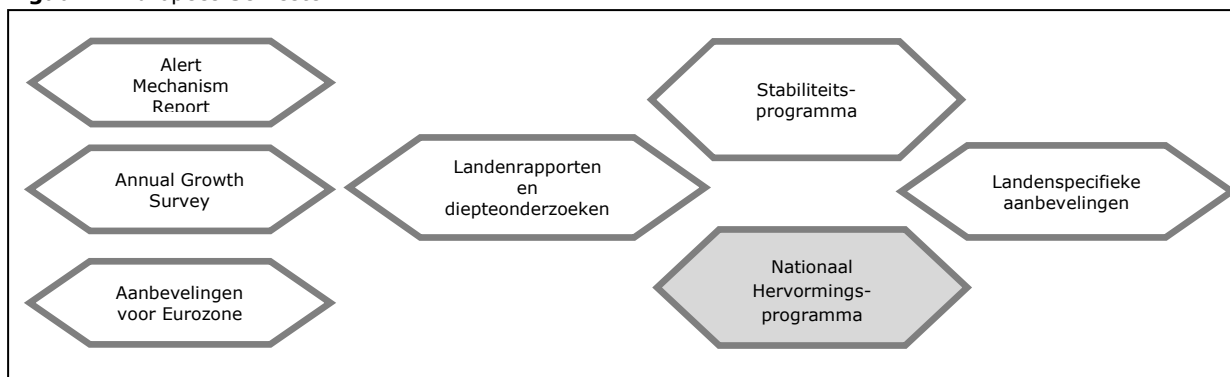 Alert
Mechanism
Report
Annual Growth
Survey
Aanbevelingen
voor Eurozone
Landenrapporten
en
diepteonderzoeken
Stabiliteits-
programma
Nationaal
Hervormings-
programma
Landenspecifieke
aanbevelingen